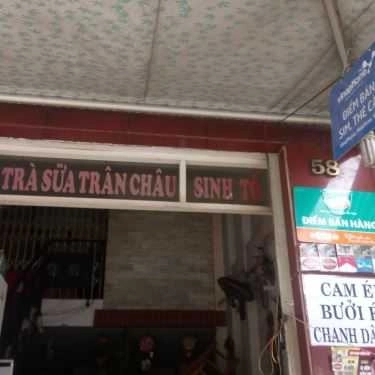 TRÀ SỮA TRÂN CHÂU SINH TỐ
58
vinaphone
ĐIỂM BÁN
SIM, THẺ CÀ
ĐIỂM BÁN HÀNG
CAM É
BƯỞI É
CHANH DÂ